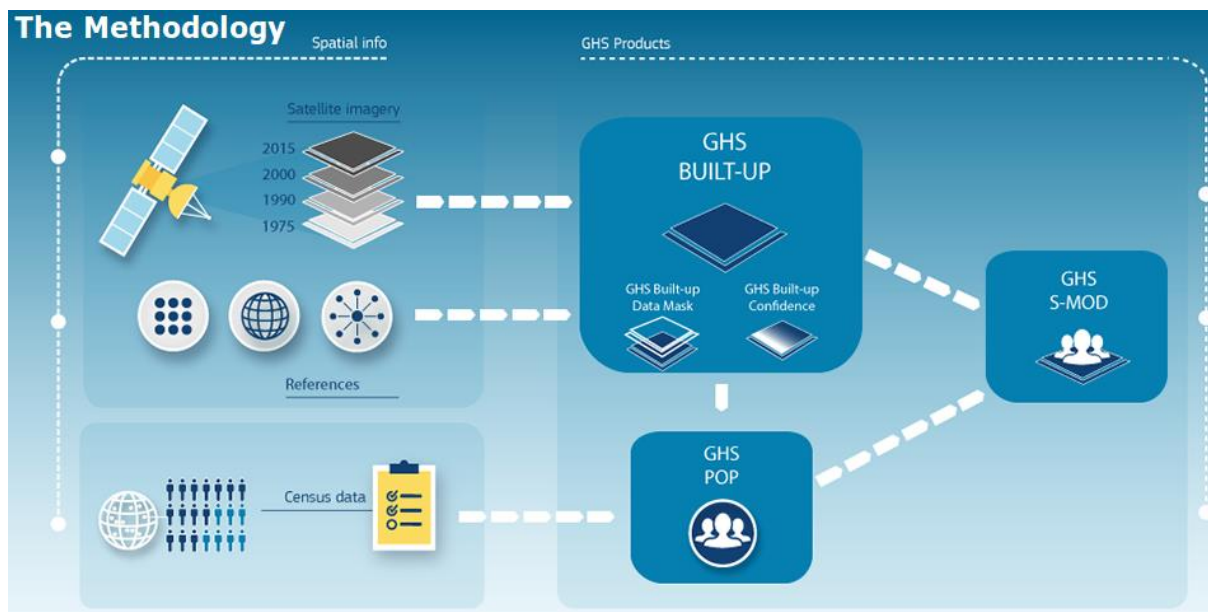 The Methodology
Spatial info
GHS Products
Satellite imagery
2015
2000
1990
1975
References
Census data
GHS
BUILT-UP
GHS Built-up
Data Mask
GHS Built-up
Confidence
GHS
POP
GHS
S-MOD